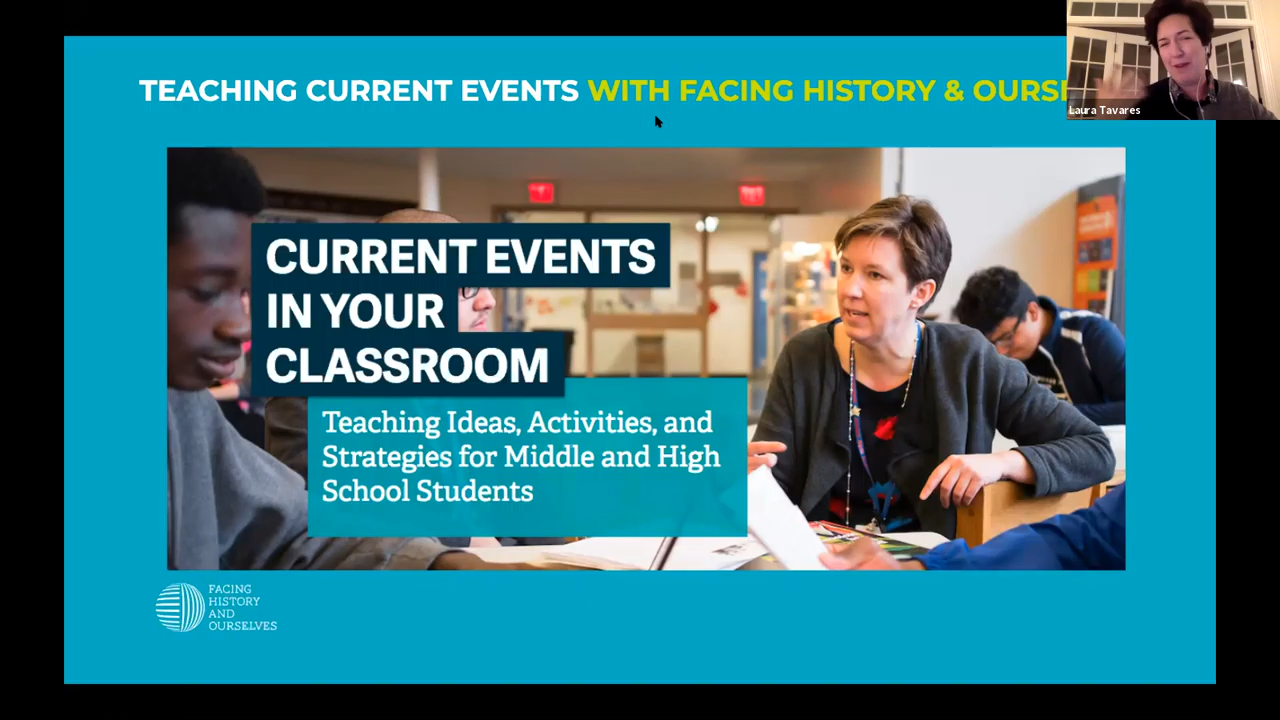 TEACHING CURRENT EVENTS WITH FACING HISTORY & OURSE
Laura Tavares
CURRENT EVENTS
IN YOUR
CLASSROOM
Teaching Ideas, Activities, and
Strategies for Middle and High
School Students
FACING
HISTORY
AND
OURSELVES